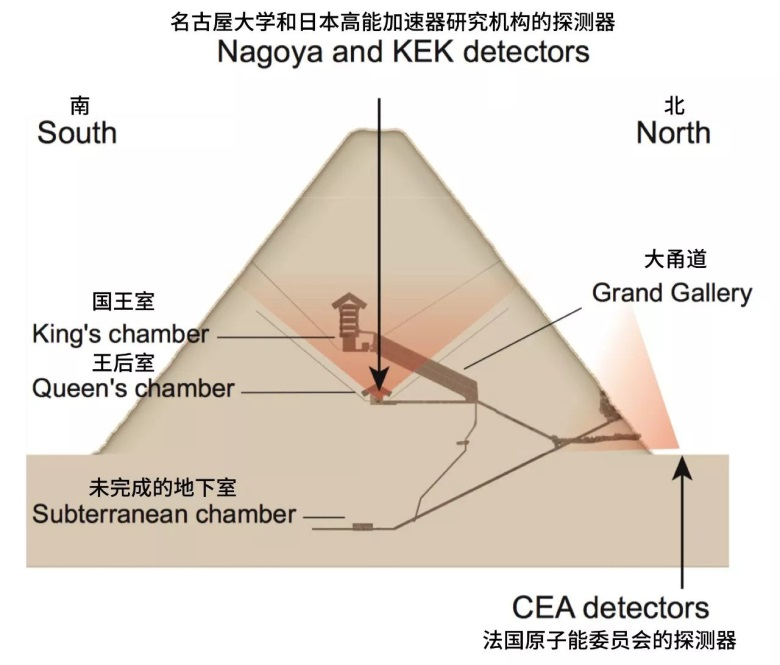 名古屋大学和日本高能加速器研究机构的探测器
Nagoya and KEK detectors
南
South
北
North
大甬道
Grand Gallery
国王室
King's chamber
王后室
Queen's chamber
未完成的地下室
Subterranean chamber
CEA detectors
法国原子能委员会的探测器